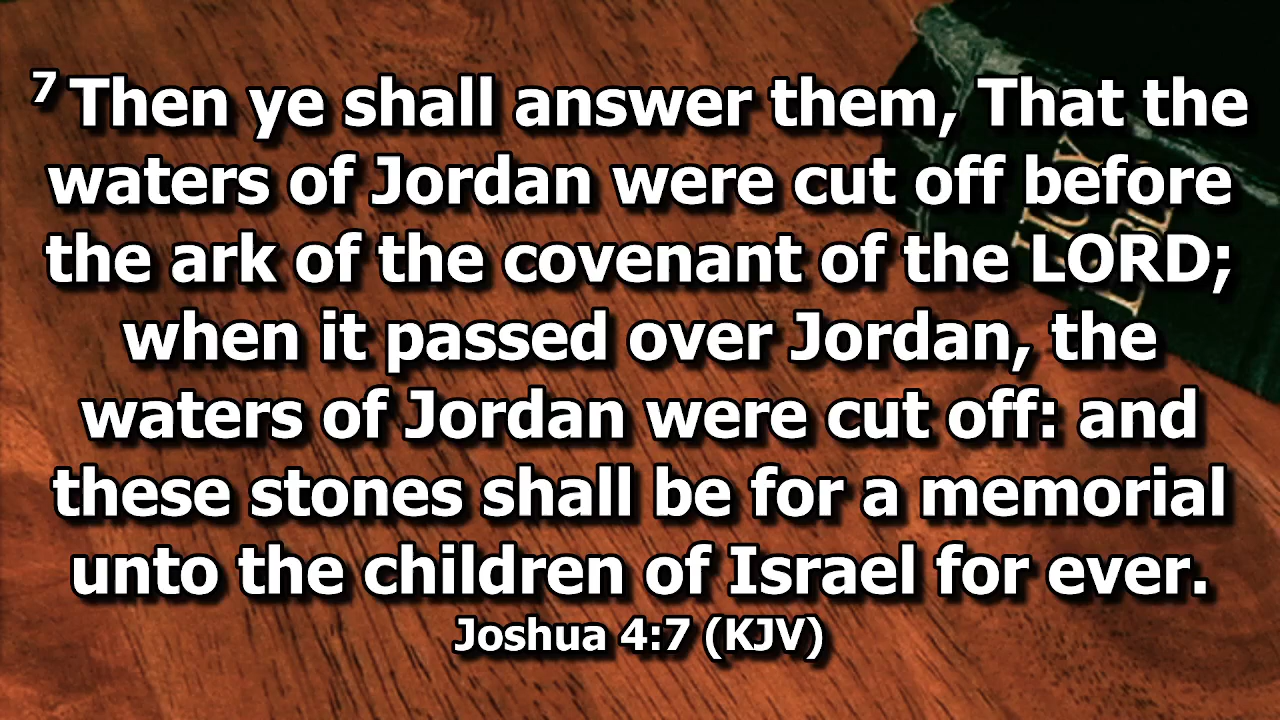 7 Then ye shall answer them, That the
waters of Jordan were cut off before
the ark of the covenant of the LORD;
when it passed over Jordan, the
waters of Jordan were cut off: and
these stones shall be for a memorial
unto the children of Israel for ever.
Joshua 4:7 (KJV)
HOLY
BIBLE